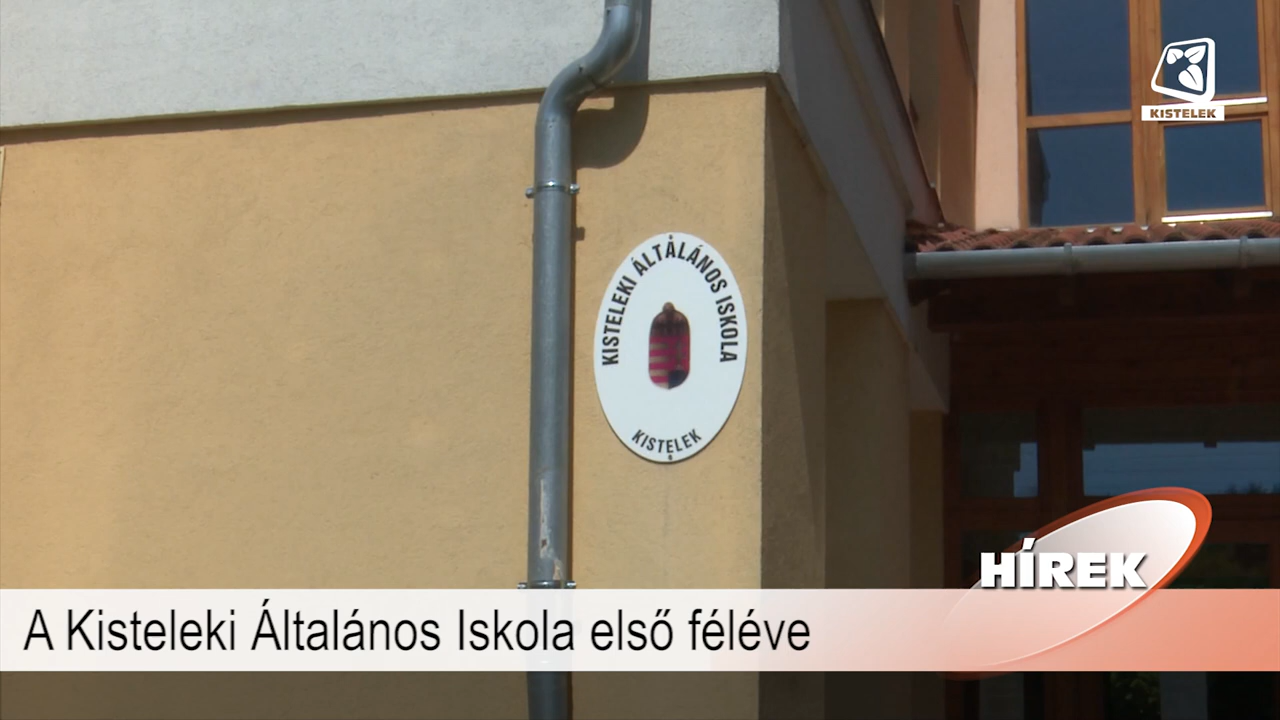 KISTELEK
KISTELEKI ÁLTALÁNOS ISKOLA
KISTELEK
HÍREK
A Kisteleki Általános Iskola első féléve